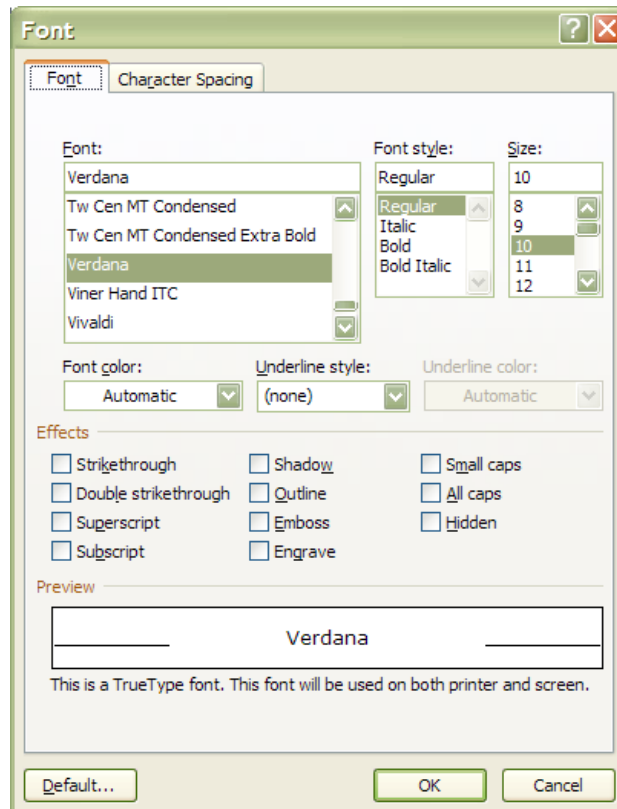 Font
Font Character Spacing
Font: Font style: Size:
Verdana Regular 10
Tw Cen MT Condensed Regular 8
Tw Cen MT Condensed Extra Bold Italic 9
Verdana Bold 10
Viner Hand ITC Bold Italic 11
Vivaldi 12
Font color: Underline style: Underline color:
Automatic (none) Automatic
Effects
Strikethrough Shadow Small caps
Double strikethrough Outline All caps
Superscript Emboss Hidden
Subscript Engrave
Preview
Verdana
This is a TrueType font. This font will be used on both printer and screen.
Default... OK Cancel